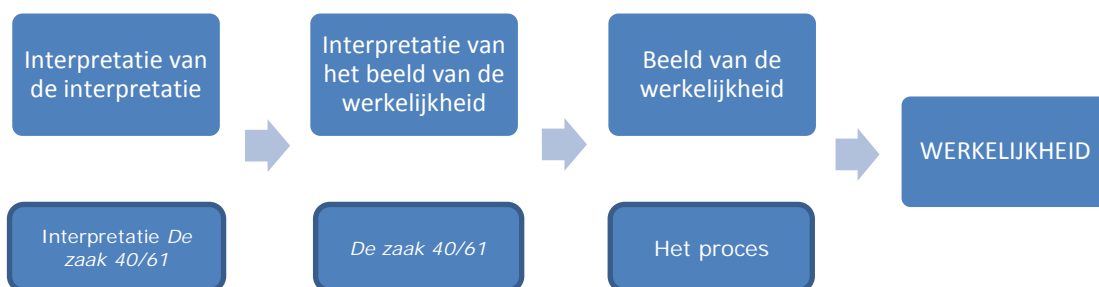 Interpretatie van
de interpretatie
Interpretatie van
het beeld van de
werkelijkheid
Beeld van de
werkelijkheid
WERKELIJKHEID
Interpretatie De
zaak 40/61
De zaak 40/61
Het proces